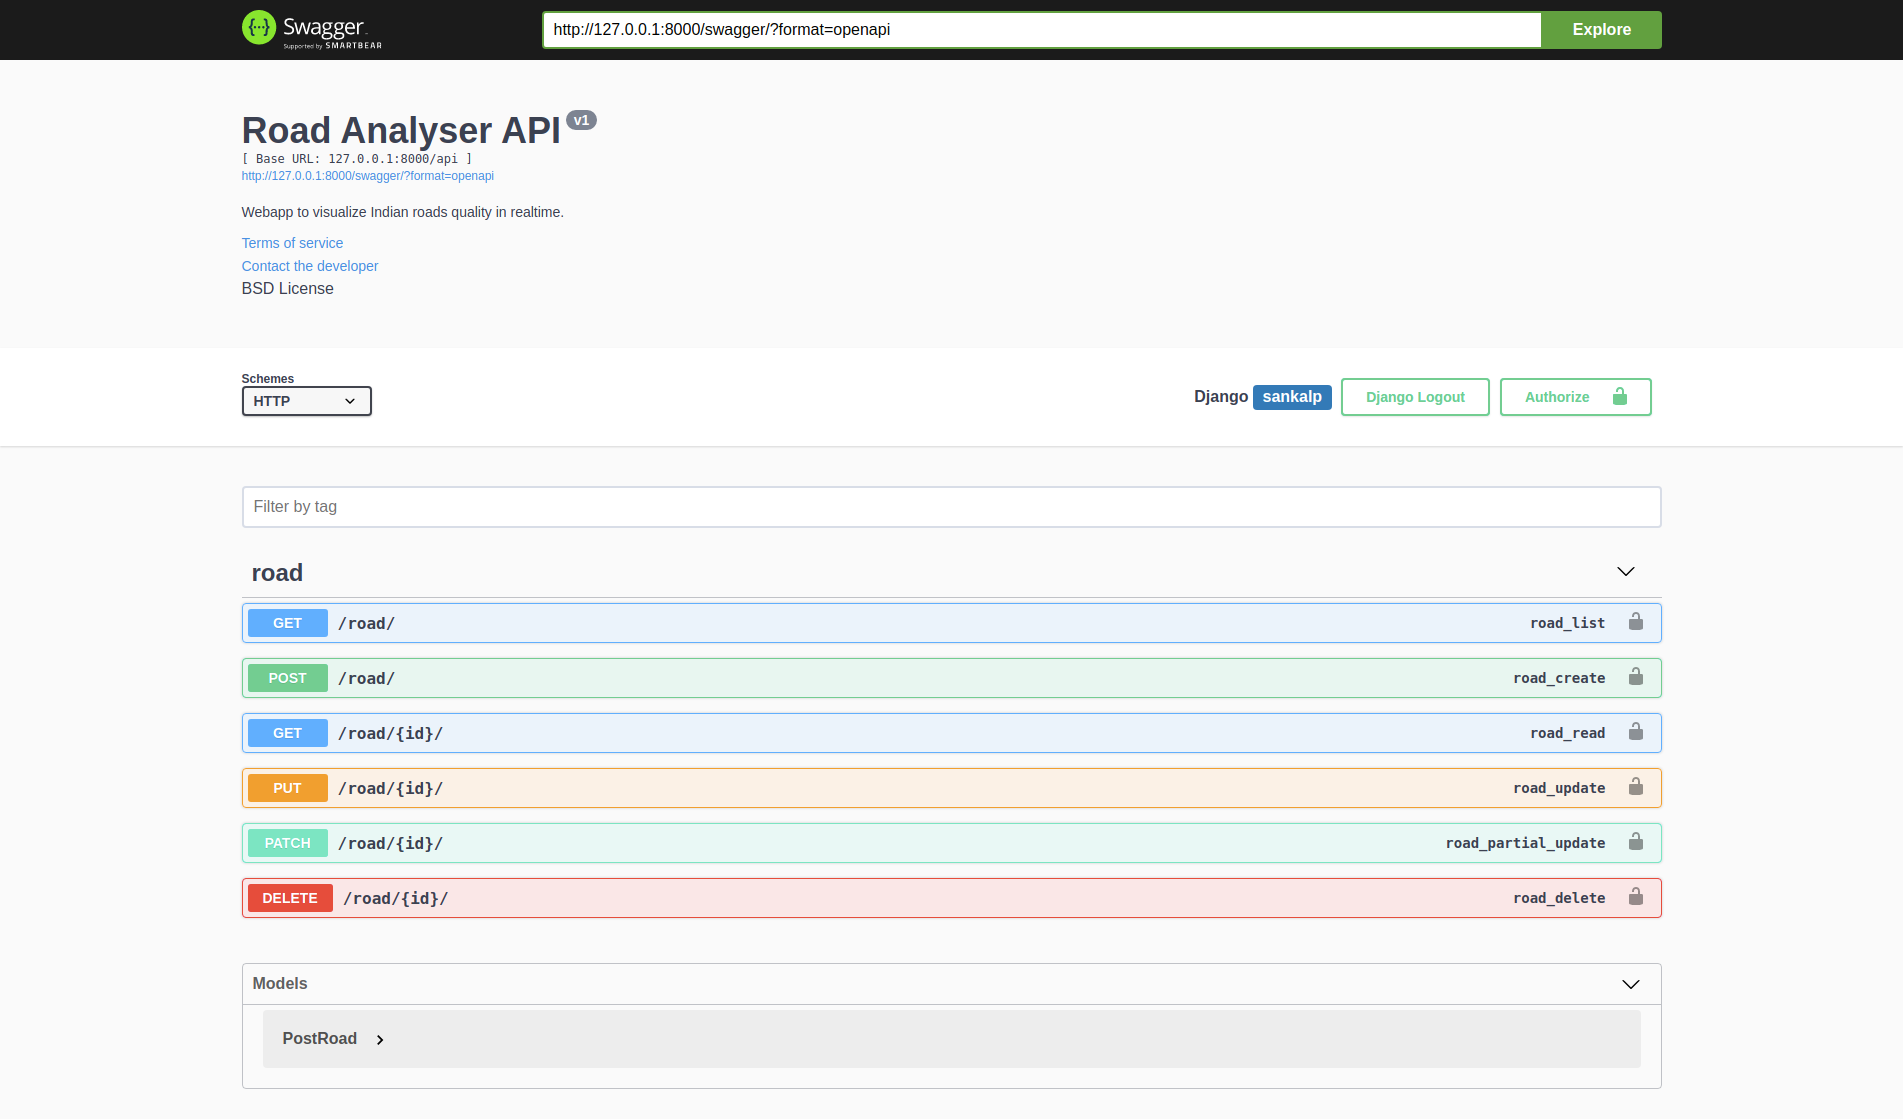 Swagger
Supported by SMARTBEAR
http://127.0.0.1:8000/swagger/?format=openapi
Explore
Road Analyser API v1
[ Base URL: 127.0.0.1:8000/api ]
http://127.0.0.1:8000/swagger/?format=openapi
Webapp to visualize Indian roads quality in realtime.
Terms of service
Contact the developer
BSD License
Schemes
HTTP
Django sankalp Django Logout Authorize
Filter by tag
road
GET /road/ road_list
POST /road/ road_create
GET /road/{id}/ road_read
PUT /road/{id}/ road_update
PATCH /road/{id}/ road_partial_update
DELETE /road/{id}/ road_delete
Models
PostRoad